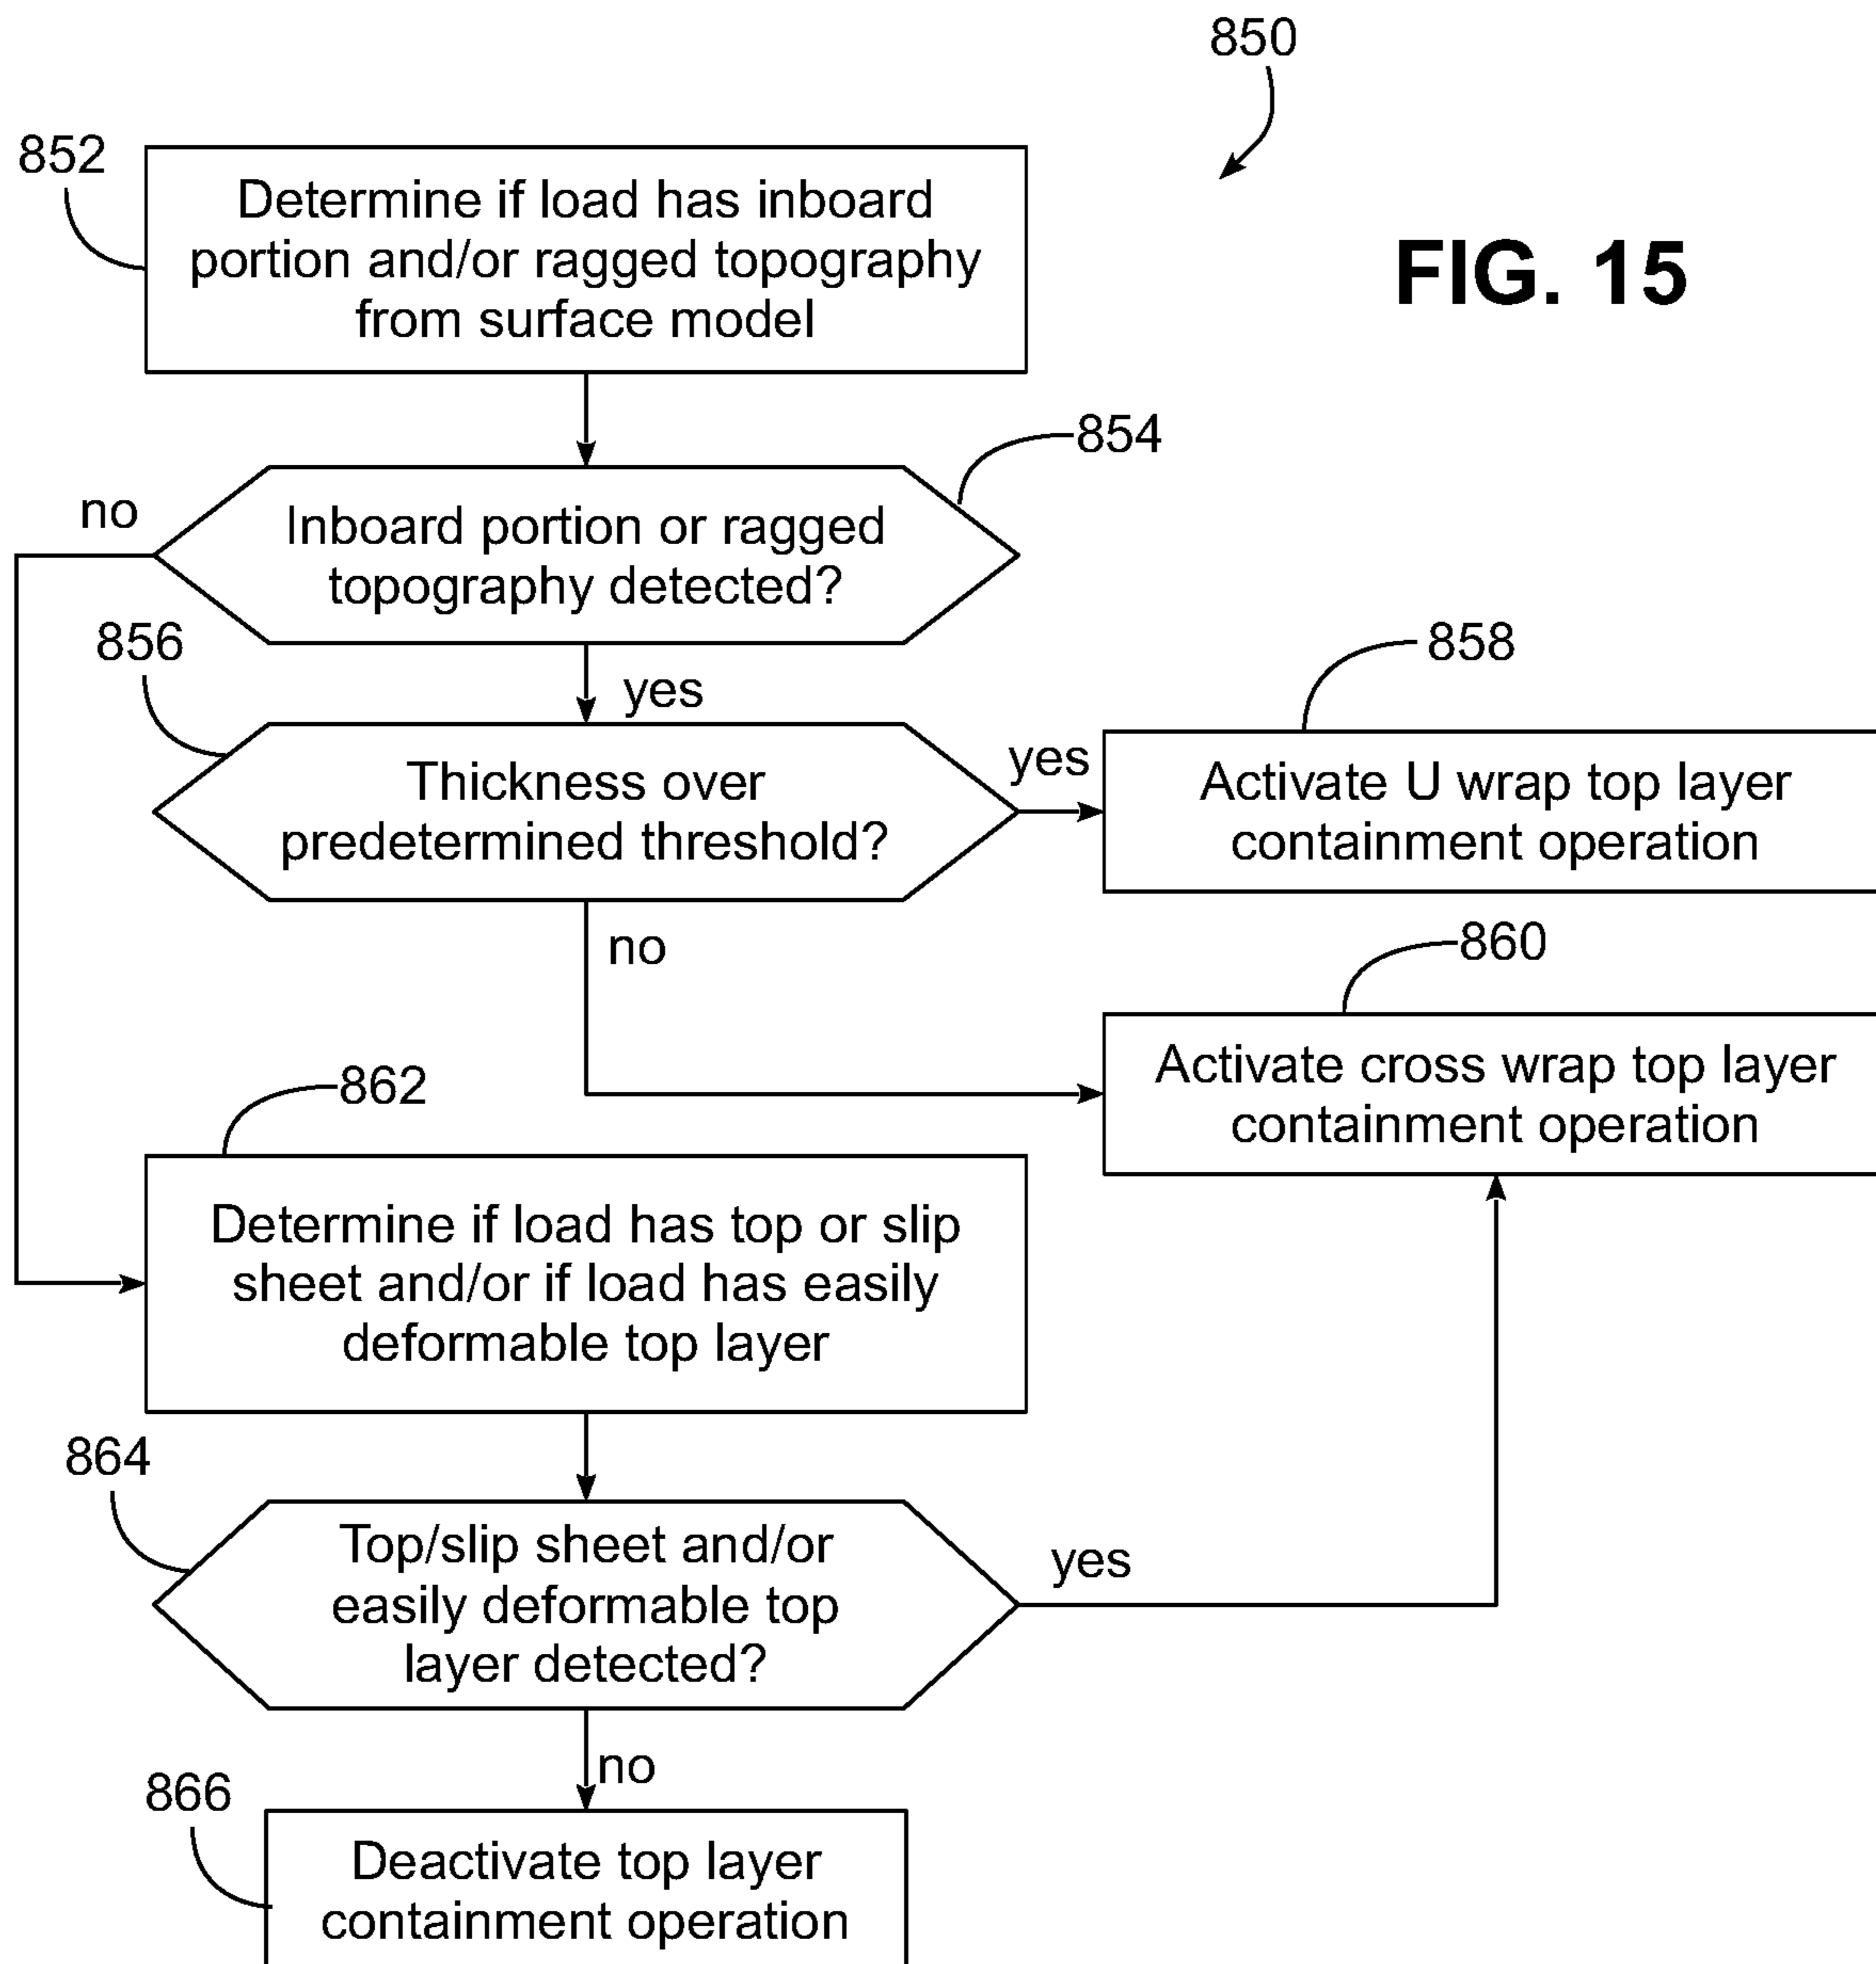 850
852
Determine if load has inboard
portion and/or ragged topography
from surface model
FIG. 15
854
no
Inboard portion or ragged
topography detected?
856
yes
858
Thickness over
predetermined threshold?
yes
Activate U wrap top layer
containment operation
no
860
Activate cross wrap top layer
containment operation
862
Determine if load has top or slip
sheet and/or if load has easily
deformable top layer
864
Top/slip sheet and/or
easily deformable top
layer detected?
yes
no
866
Deactivate top layer
containment operation